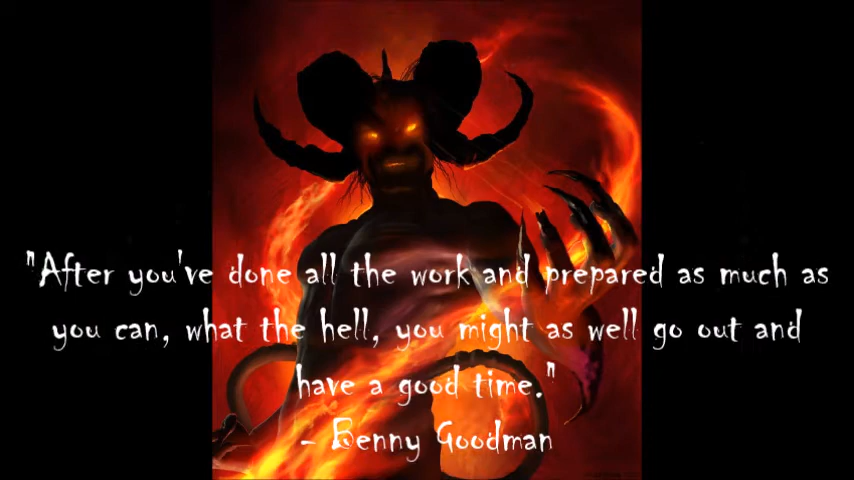 "After you've done all the work and prepared as much as
you can, what the hell, you might as well go out and
have a good time."
- Benny Goodman